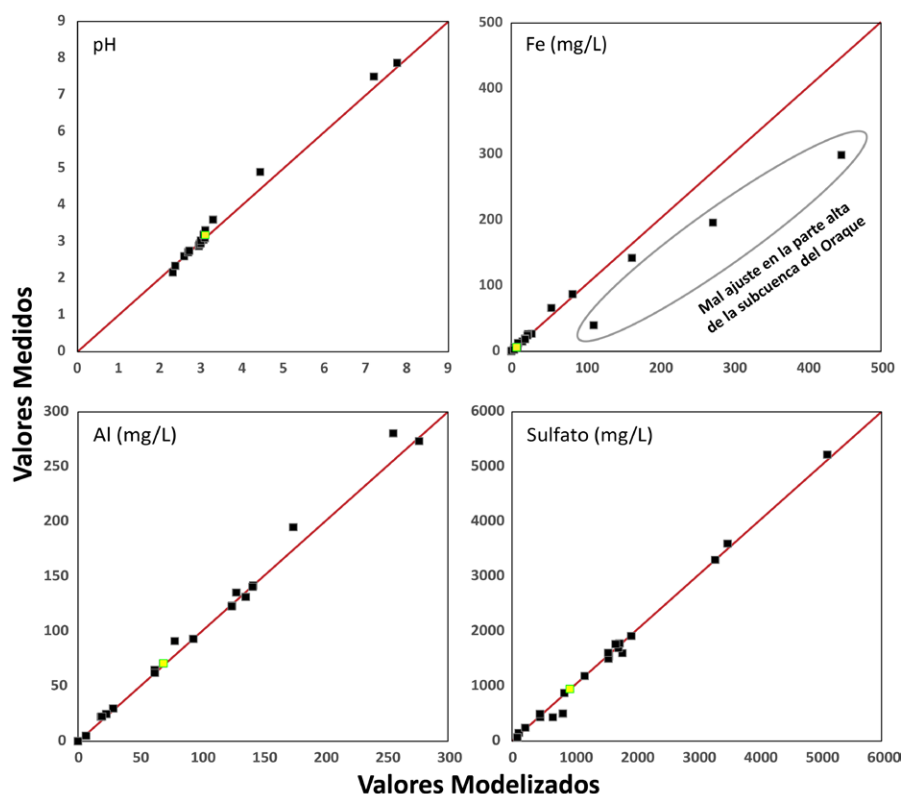 pH
9
8
7
6
5
4
3
2
1
0
0 1 2 3 4 5 6 7 8 9
Fe (mg/L)
500
400
300
200
100
0
0 100 200 300 400 500
Mal ajuste en la parte alta
de la subcuenca del Oraque
Valores Medidos
Al (mg/L)
300
250
200
150
100
50
0
0 50 100 150 200 250 300
Sulfato (mg/L)
6000
5000
4000
3000
2000
1000
0
0 1000 2000 3000 4000 5000 6000
Valores Modelizados